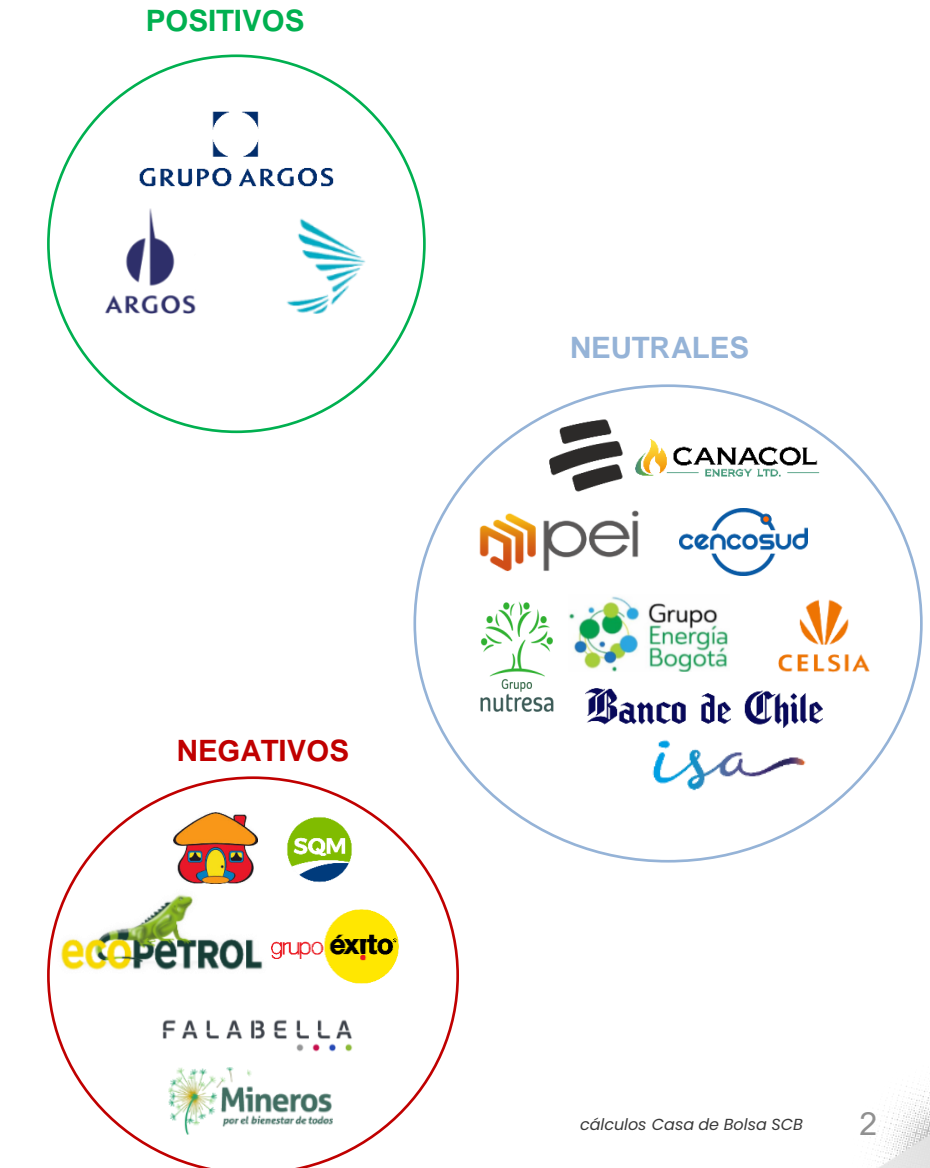 POSITIVOS
GRUPO ARGOS
ARGOS
NEUTRALES
CANACOL
ENERGY LTD.
pei
cencosud
Grupo
Energía
Bogotá
CELSIA
Grupo
nutresa
Banco de Chile
isa
NEGATIVOS
SQM
ecoPETROL
grupo éxito
FALABELLA
Mineros
por el bienestar de todos
cálculos Casa de Bolsa SCB
2